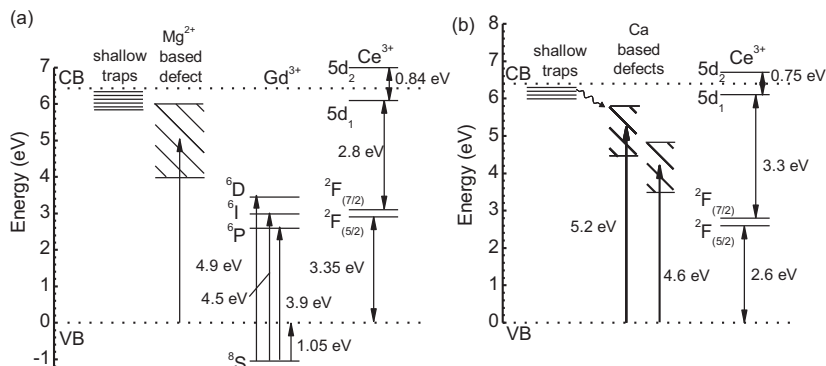 (a)
Energy (eV)
7
6
5
4
3
2
1
0
-1
CB
VB
shallow
traps
Mg2+
based
defect
Gd3+
6D
6I
6P
8S
4.9 eV
4.5 eV
3.9 eV
1.05 eV
Ce3+
5d2
0.84 eV
5d1
2.8 eV
2F(7/2)
2F(5/2)
3.35 eV
(b)
Energy (eV)
8
7
6
5
4
3
2
1
0
CB
VB
shallow
traps
Ca
based
defects
5.2 eV
4.6 eV
Ce3+
5d2
0.75 eV
5d1
3.3 eV
2F(7/2)
2F(5/2)
2.6 eV